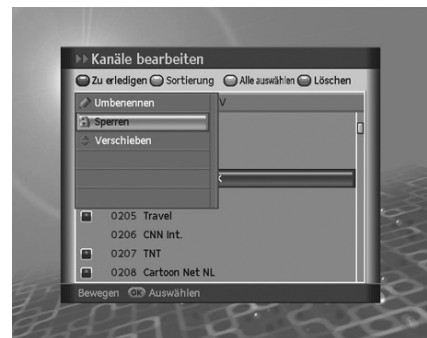 Kanäle bearbeiten
Zu erledigen Sortierung Alle auswählen Löschen
Umbenennen
V
Sperren
Verschieben
0205 Travel
0206 CNN Int.
0207 TNT
0208 Cartoon Net NL
Bewegen OK Auswählen